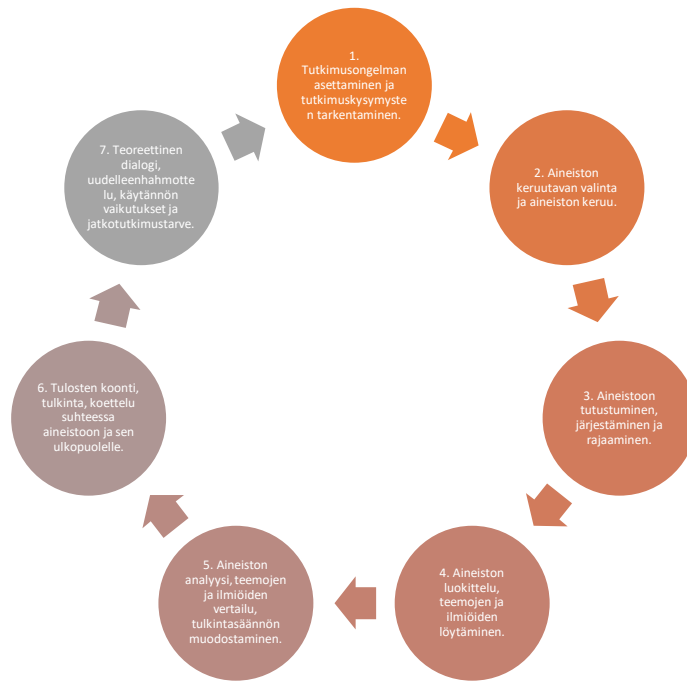 1.
Tutkimusongelman
asettaminen ja
tutkimuskysymyste
n tarkentaminen.
2. Aineiston
keruutavan valinta
ja aineiston keruu.
3. Aineistoon
tutustuminen,
järjestäminen ja
rajaaminen.
4. Aineiston
luokittelu,
teemojen ja
ilmiöiden
löytäminen.
5. Aineiston
analyysi, teemojen
ja ilmiöiden
vertailu,
tulkintasäännön
muodostaminen.
6. Tulosten koonti,
tulkinta, koettelu
suhteessa
aineistoon ja sen
ulkopuolelle.
7. Teoreettinen
dialogi,
uudelleenhahmotte
lu, käytännön
vaikutukset ja
jatkotutkimustarve.